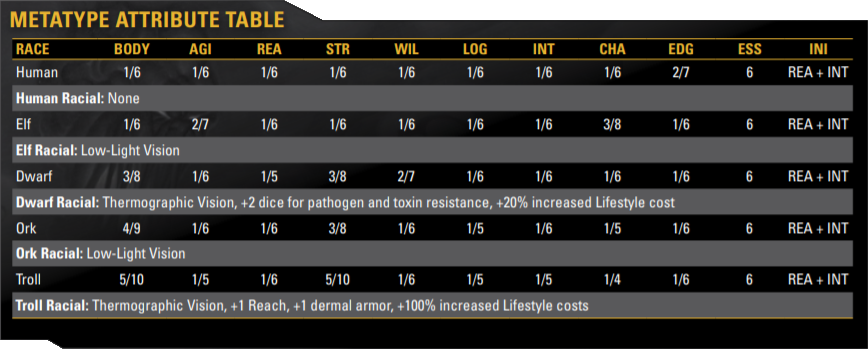 METATYPE ATTRIBUTE TABLE
RACE BODY AGI REA STR WIL LOG INT CHA EDG ESS INI
Human 1/6 1/6 1/6 1/6 1/6 1/6 1/6 1/6 2/7 6 REA + INT
Human Racial: None
Elf 1/6 2/7 1/6 1/6 1/6 1/6 1/6 3/8 1/6 6 REA + INT
Elf Racial: Low-Light Vision
Dwarf 3/8 1/6 1/5 3/8 2/7 1/6 1/6 1/6 1/6 6 REA + INT
Dwarf Racial: Thermographic Vision, +2 dice for pathogen and toxin resistance, +20% increased Lifestyle cost
Ork 4/9 1/6 1/6 3/8 1/6 1/5 1/6 1/5 1/6 6 REA + INT
Ork Racial: Low-Light Vision
Troll 5/10 1/5 1/6 5/10 1/6 1/5 1/5 1/4 1/6 6 REA + INT
Troll Racial: Thermographic Vision, +1 Reach, +1 dermal armor, +100% increased Lifestyle costs